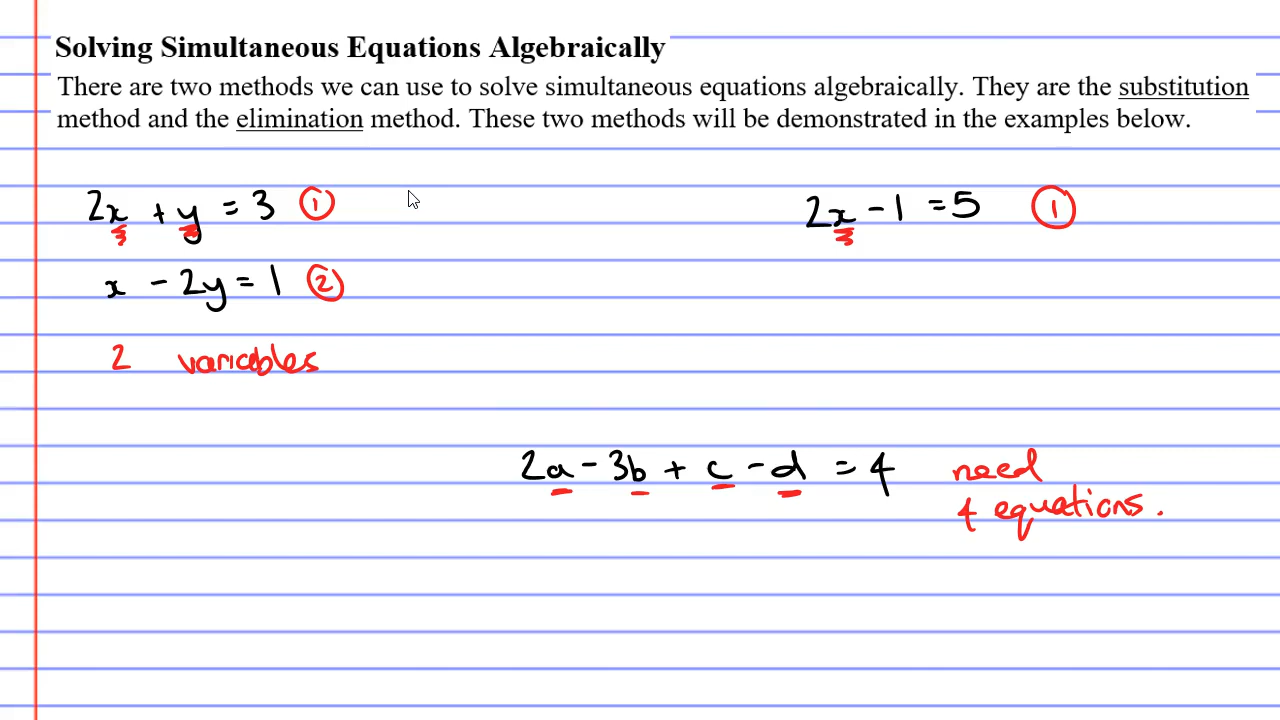 Solving Simultaneous Equations Algebraically
There are two methods we can use to solve simultaneous equations algebraically. They are the substitution
method and the elimination method. These two methods will be demonstrated in the examples below.
2x + y = 3 ①
2x - 1 = 5 ①
x - 2y = 1 ②
2 variables
2a - 3b + c - d = 4 need
4 equations.